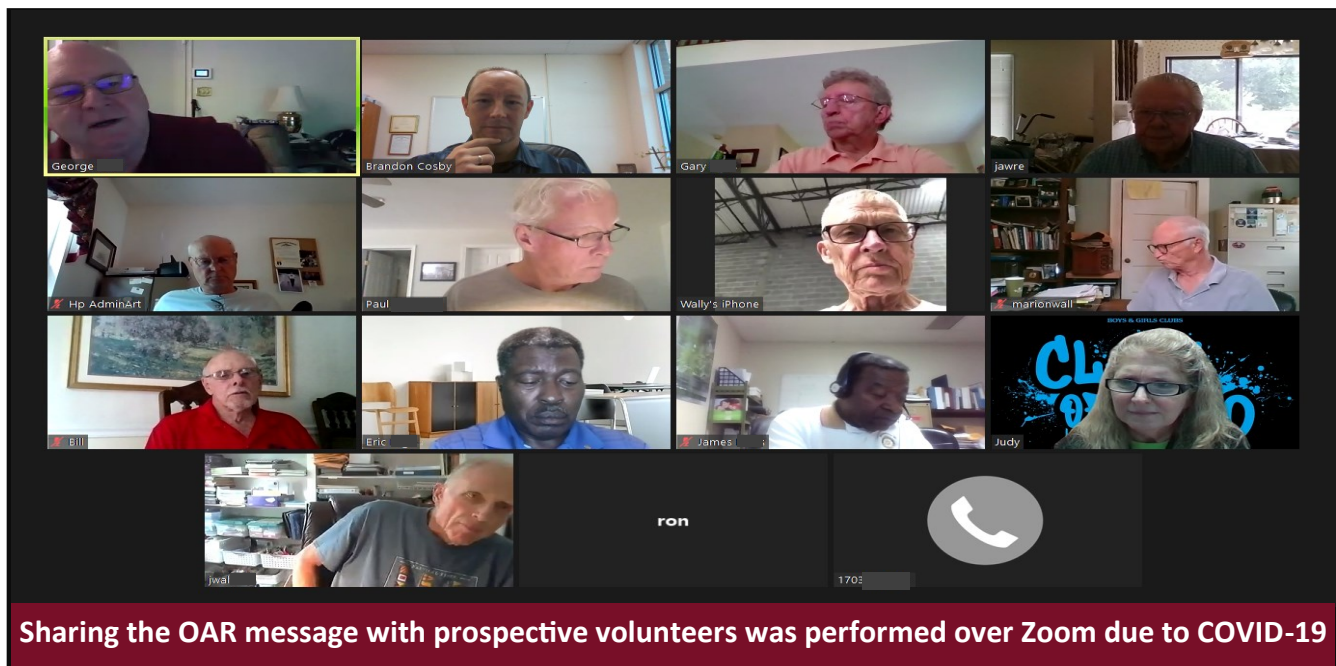 George
Brandon Cosby
Gary
jawre
Hp AdminArt
Paul
Wally's iPhone
marionwall
BOYS & GIRLS CLUBS
Bill
Eric
James
Judy
jwal
ron
1703
Sharing the OAR message with prospective volunteers was performed over Zoom due to COVID-19